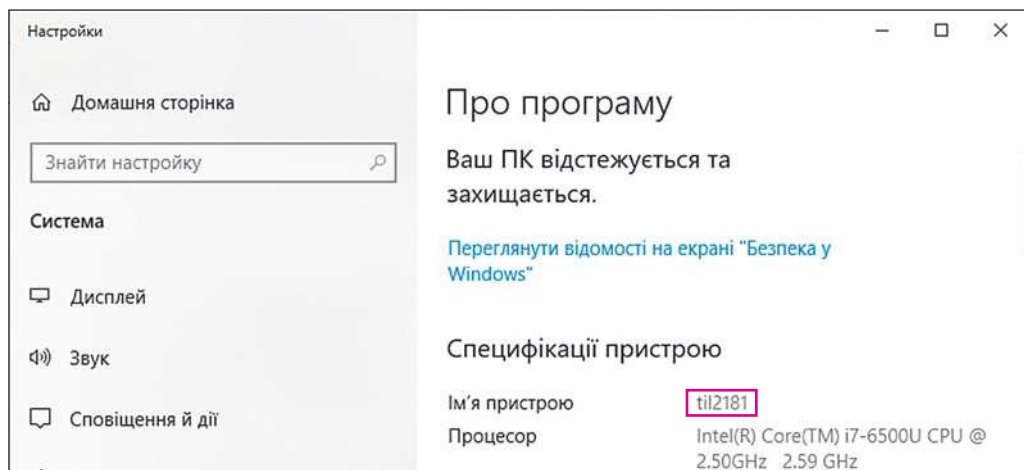 Настройки
Домашня сторінка
Знайти настройку
Система
Дисплей
Звук
Сповіщення й дії
Про програму
Ваш ПК відстежується та
захищається.
Переглянути відомості на екрані "Безпека у
Windows"
Специфікації пристрою
Ім'я пристрою til2181
Процесор Intel(R) Core(TM) i7-6500U CPU @
2.50GHz 2.59 GHz